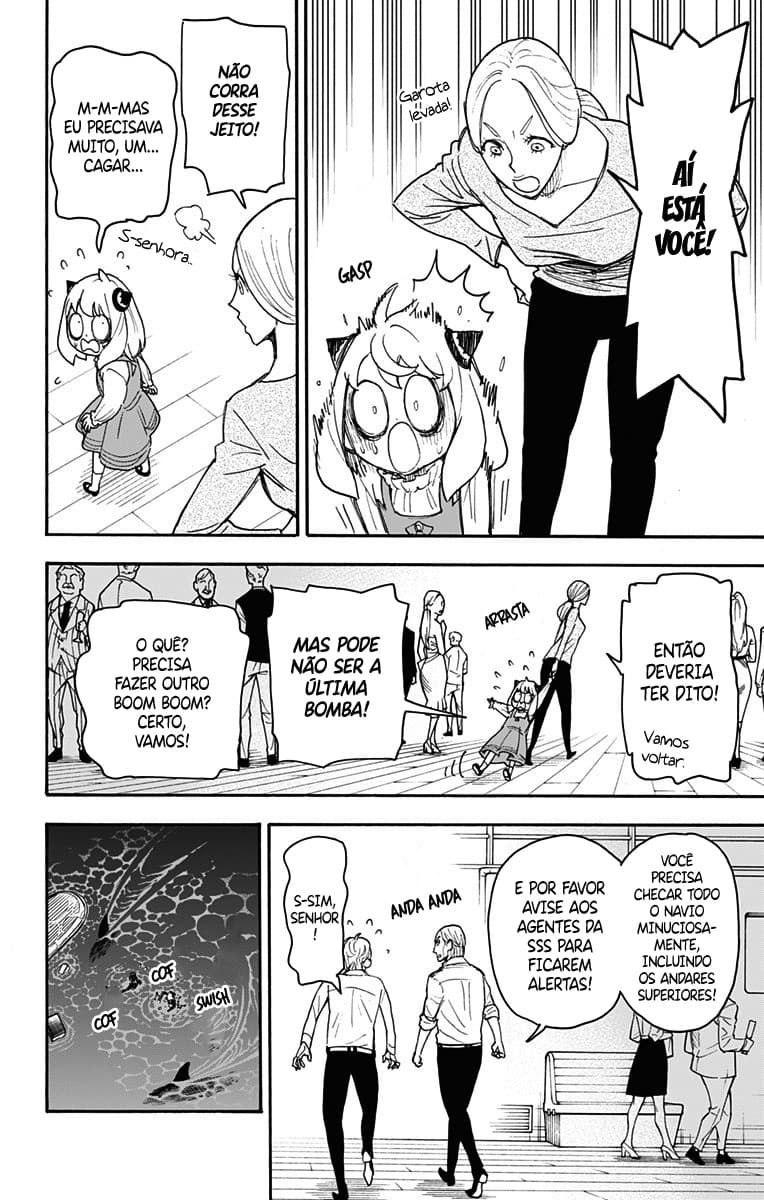 AÍ
ESTÁ
VOCÊ!
Garota
levada!
GASP
NÃO
CORRA
DESSE
JEITO!
M-M-MAS
EU PRECISAVA
MUITO, UM...
CAGAR...
S-senhora..
ENTÃO
DEVERIA
TER DITO!
Vamos
voltar.
ARRASTA
MAS PODE
NÃO SER A
ÚLTIMA
BOMBA!
O QUÊ?
PRECISA
FAZER OUTRO
BOOM BOOM?
CERTO,
VAMOS!
VOCÊ
PRECISA
CHECAR TODO
O NAVIO
MINUCIOSA-
MENTE,
INCLUINDO
OS ANDARES
SUPERIORES!
E POR FAVOR
AVISE AOS
AGENTES DA
SSS PARA
FICAREM
ALERTAS!
ANDA ANDA
S-SIM,
SENHOR
!
COF
SWISH
COF